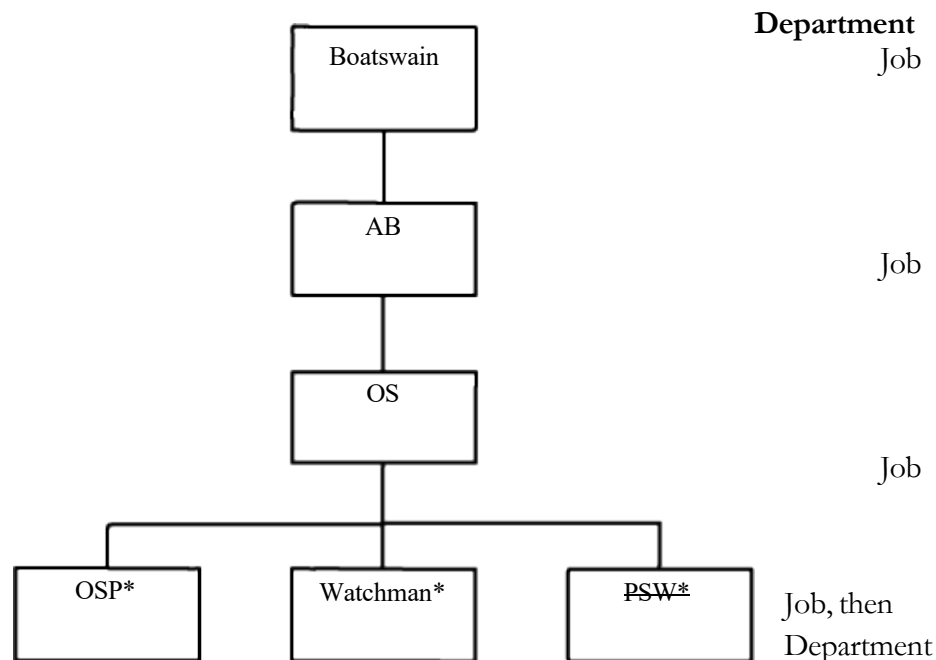 Department
Boatswain
Job
AB
Job
OS
Job
OSP*
Watchman*
PSW*
Job, then
Department